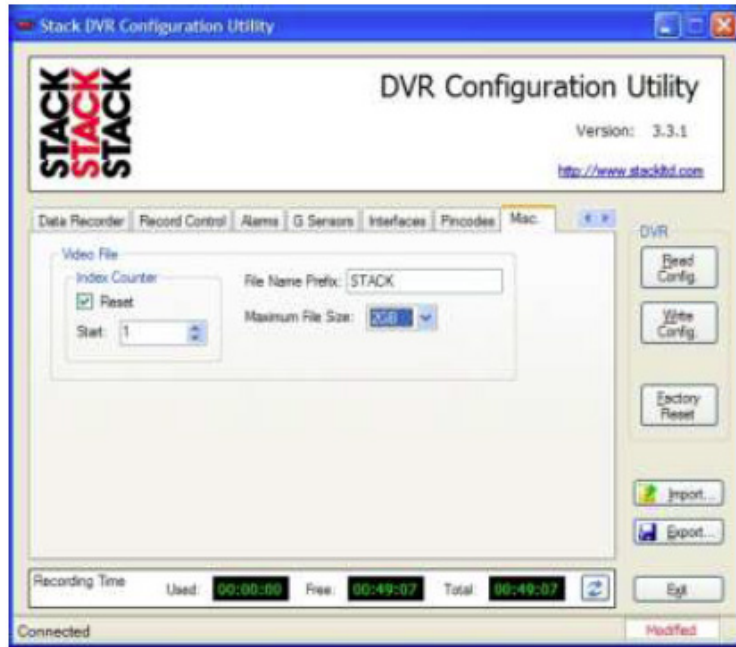 Stack DVR Configuration Utility
STACK
STACK
STACK
DVR Configuration Utility
Version: 3.3.1
http://www.stackltd.com
Data Recorder Record Control Alarms G Sensors Interfaces Pincodes Misc.
DVR
Video File
Index Counter
Reset
Start: 1
File Name Prefix: STACK
Maximum File Size: 2GB
Read Config.
Write Config.
Factory Reset
Import...
Export...
Recording Time Used: 00:00:00 Free: 00:49:07 Total: 00:49:07
Exit
Connected Modified